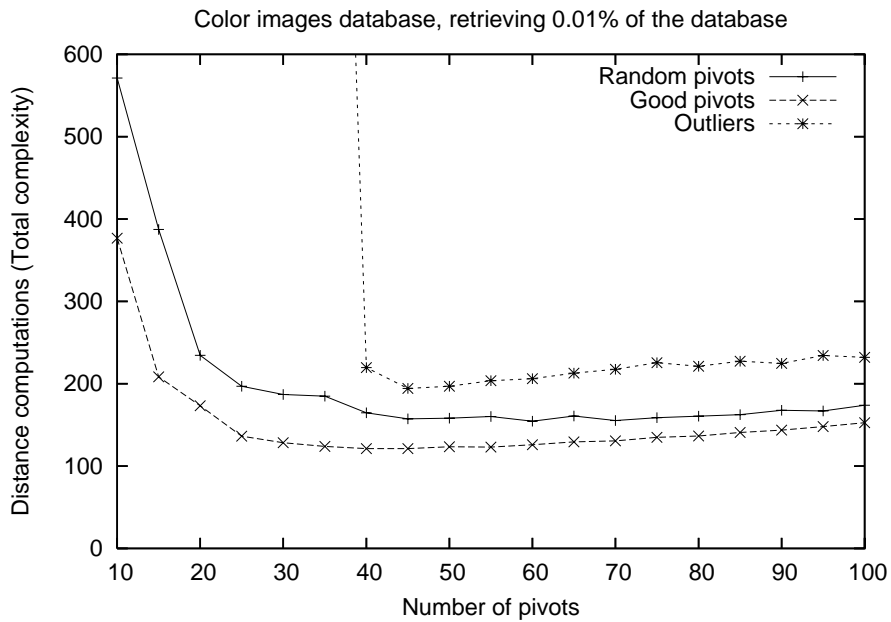 Color images database, retrieving 0.01% of the database
Distance computations (Total complexity)
600
500
400
300
200
100
0
Random pivots
Good pivots
Outliers
10 20 30 40 50 60 70 80 90 100
Number of pivots